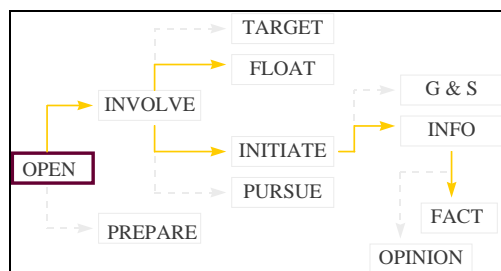 TARGET
FLOAT
G & S
INVOLVE
INFO
INITIATE
OPEN
PURSUE
FACT
PREPARE
OPINION